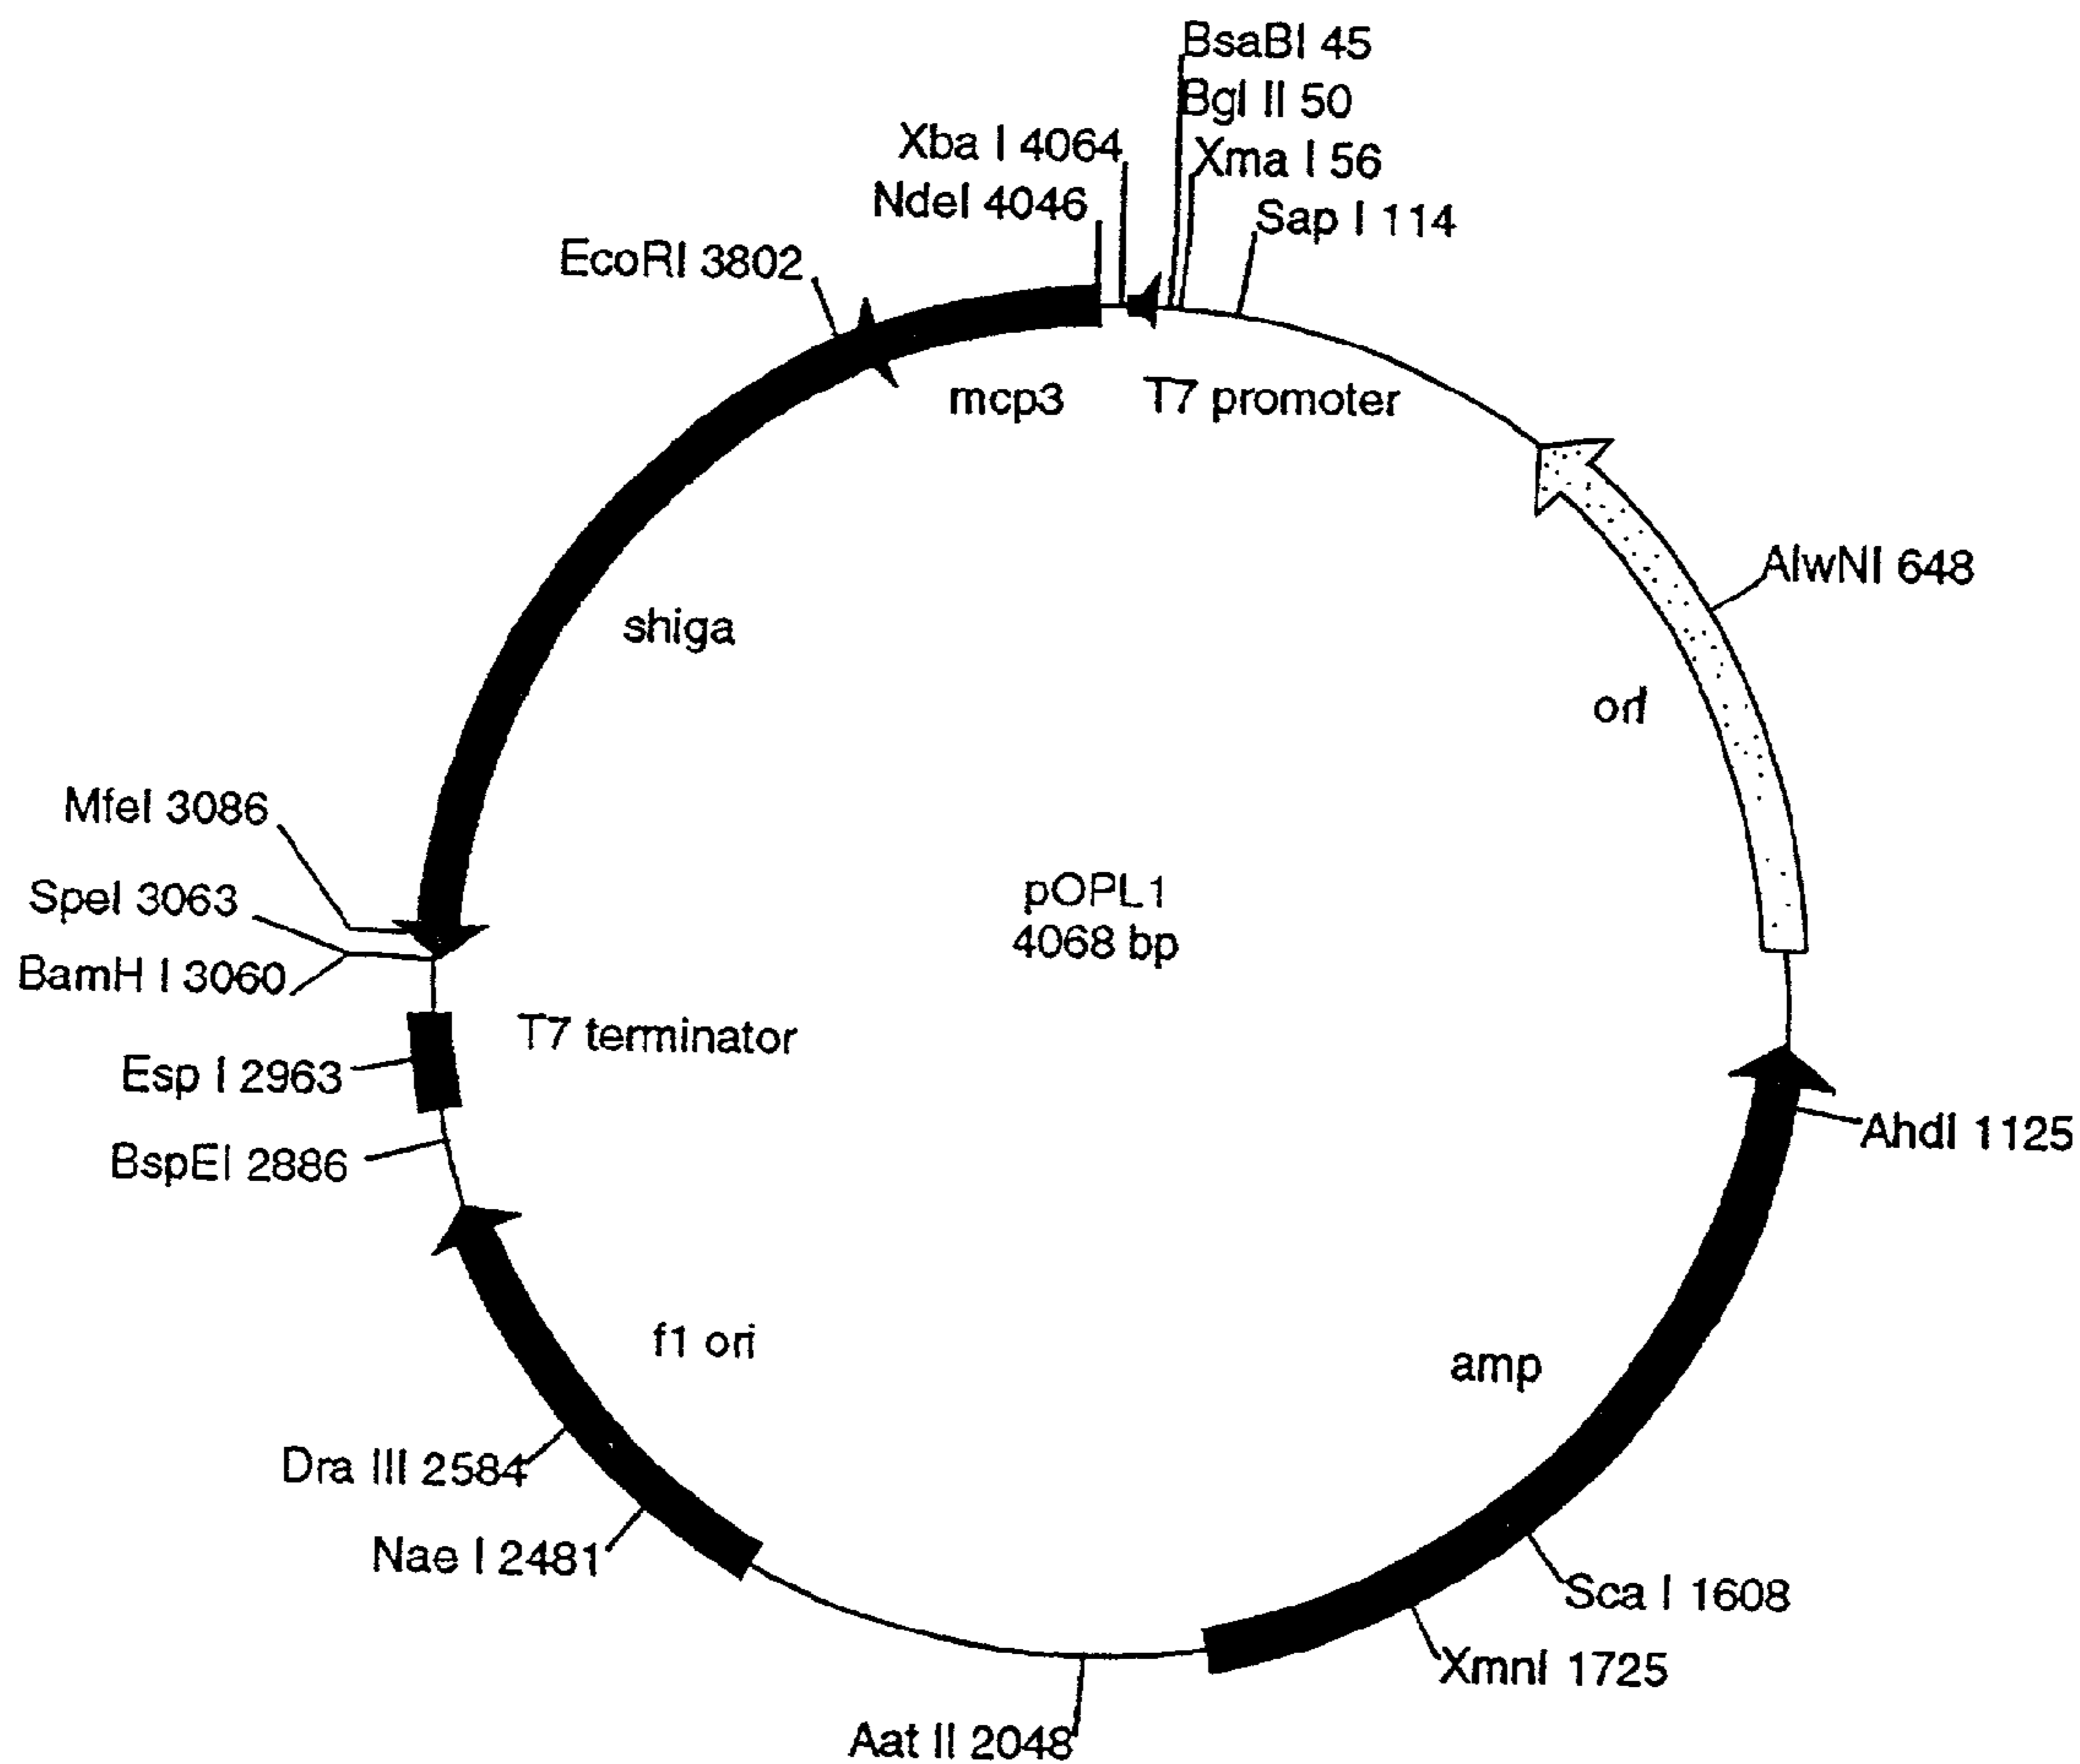 BsaBI 45
Bgl II 50
Xba I 4064
Xma I 56
NdeI 4046
Sap I 114
EcoRI 3802
mcp3
T7 promoter
AlwNI 648
shiga
ori
MfeI 3086
SpeI 3063
BamH I 3060
pOPL1
4068 bp
T7 terminator
Esp I 2963
AhdI 1125
BspEI 2886
f1 ori
amp
Dra III 2584
Nae I 2481
Sca I 1608
XmnI 1725
Aat II 2048